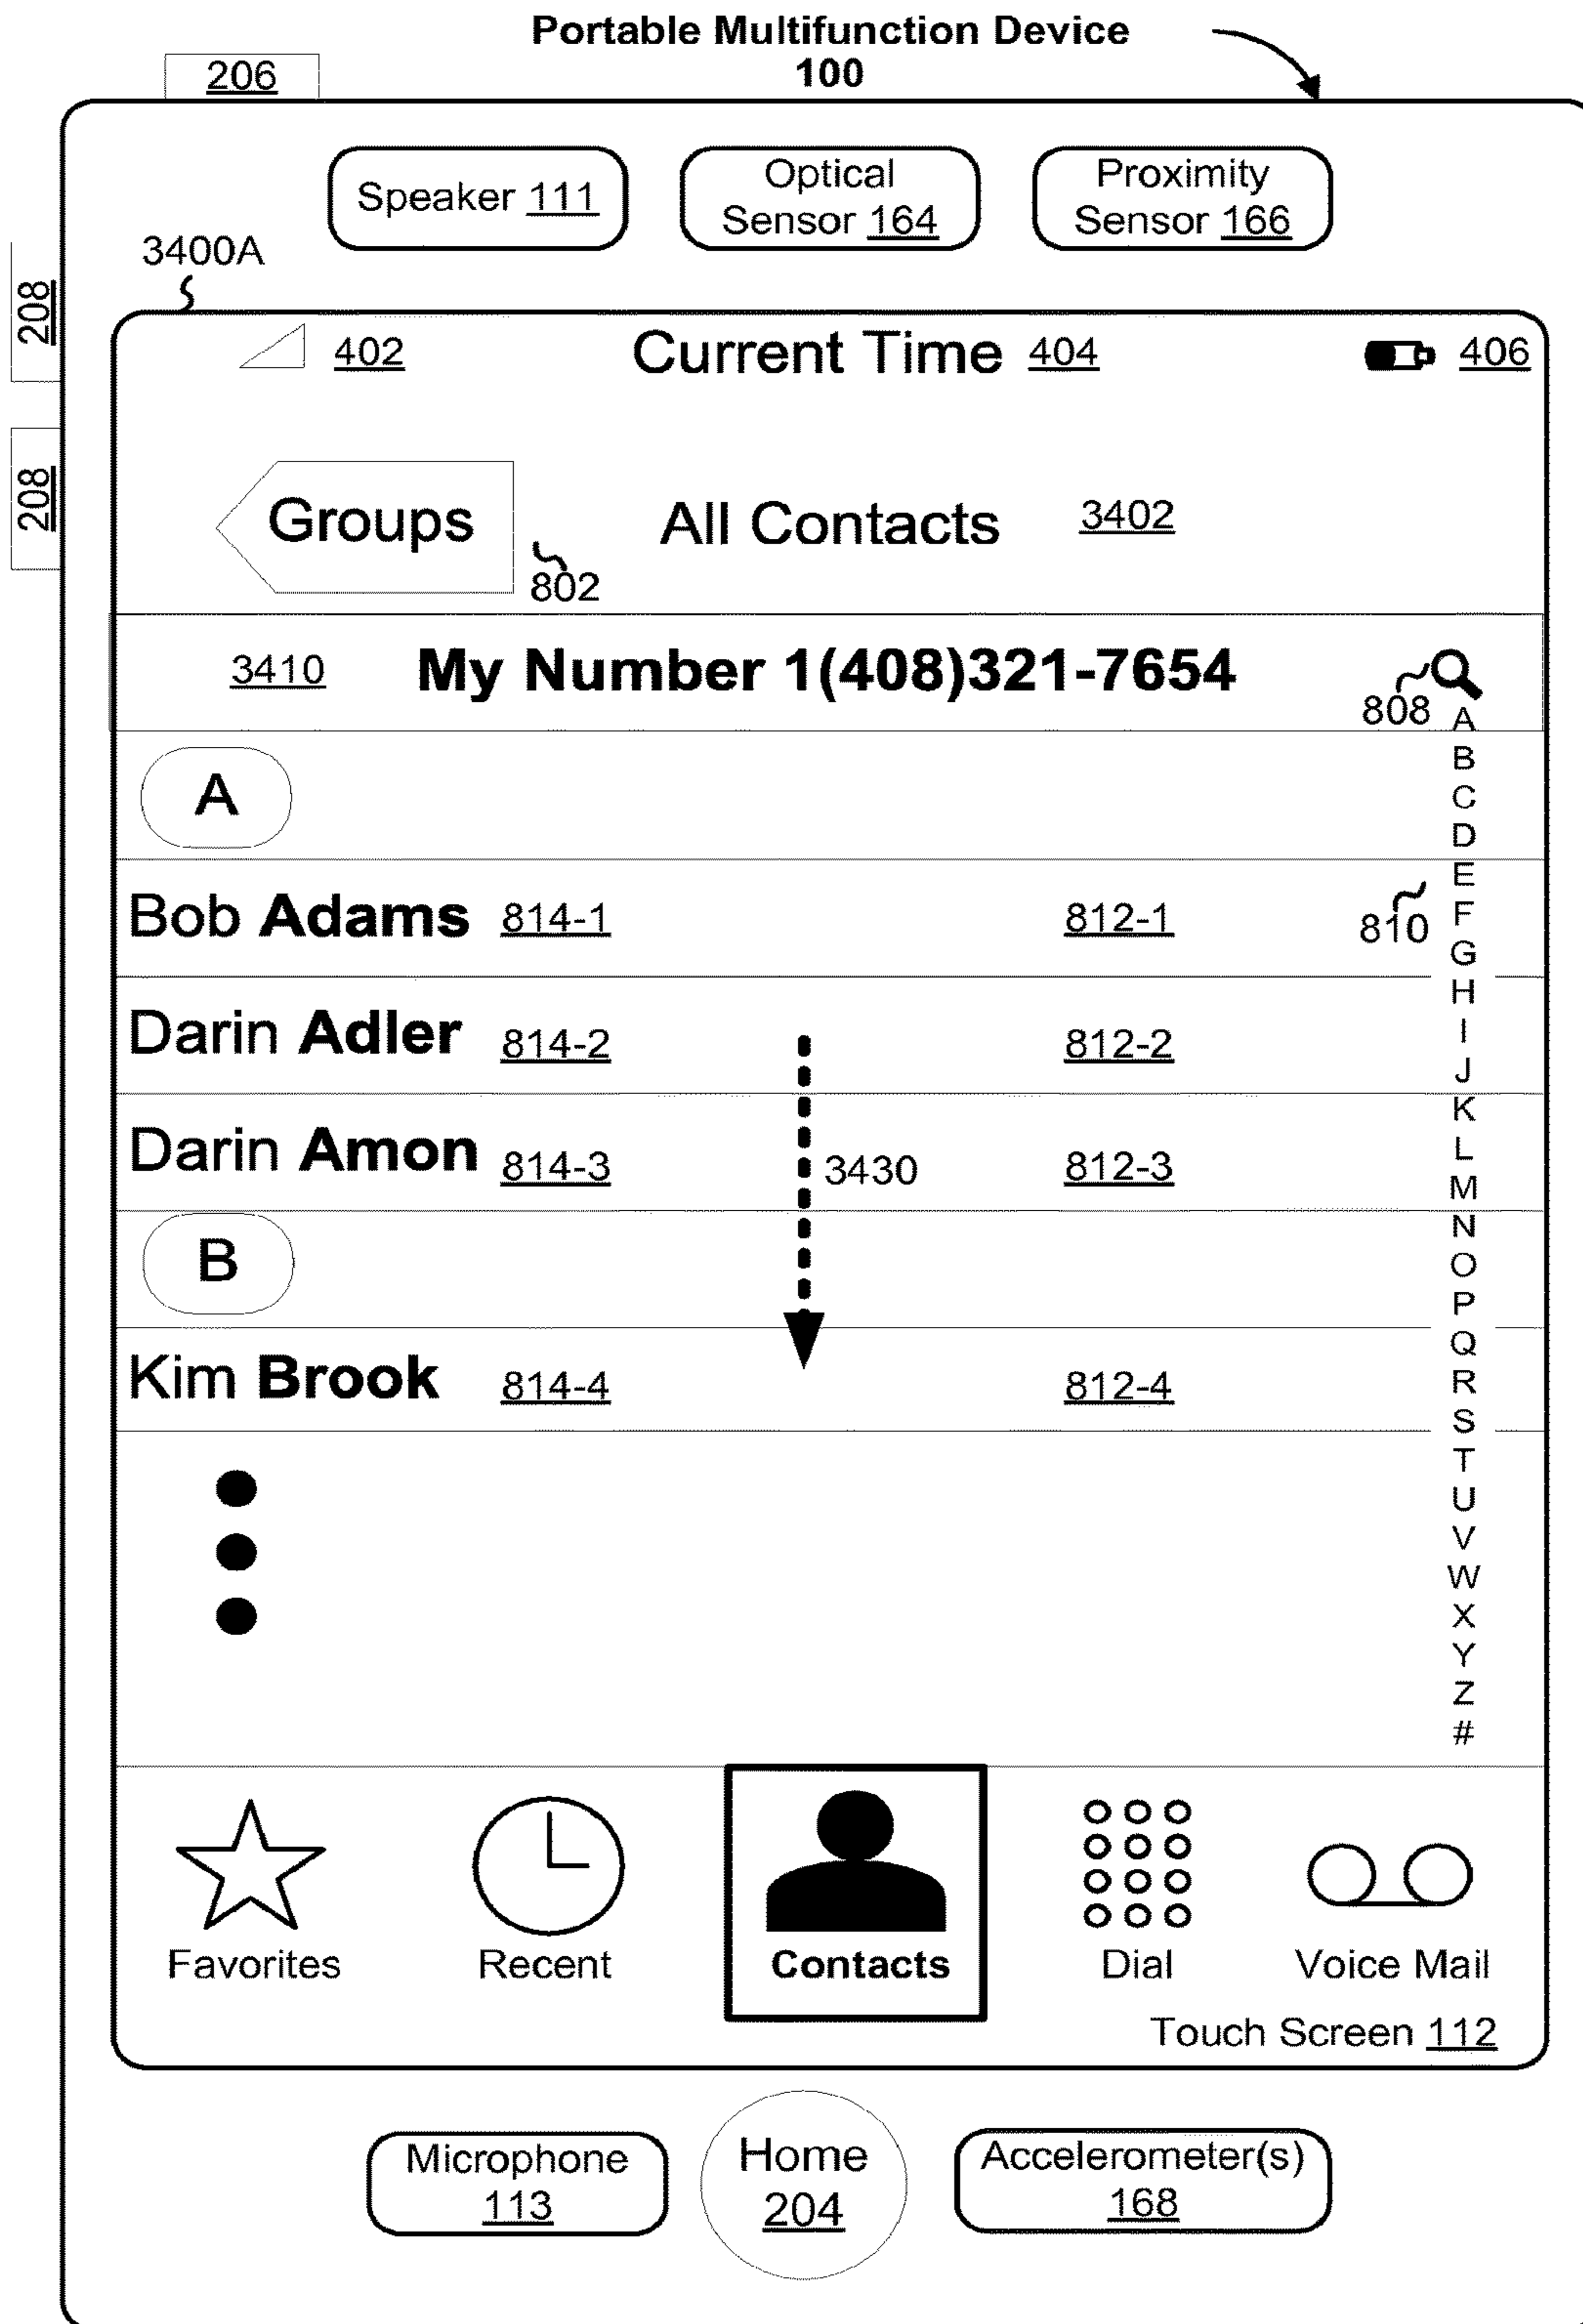 Portable Multifunction Device
100
206
Speaker 111
Optical
Sensor 164
Proximity
Sensor 166
3400A
208
208
402
Current Time 404
406
Groups
802
All Contacts
3402
3410
My Number 1(408)321-7654
808
A
B
C
D
E
F
G
H
I
J
K
L
M
N
O
P
Q
R
S
T
U
V
W
X
Y
Z
#
810
A
Bob Adams 814-1 812-1
Darin Adler 814-2 812-2
Darin Amon 814-3 812-3
3430
B
Kim Brook 814-4 812-4
Favorites
Recent
Contacts
Dial
Voice Mail
Touch Screen 112
Microphone
113
Home
204
Accelerometer(s)
168